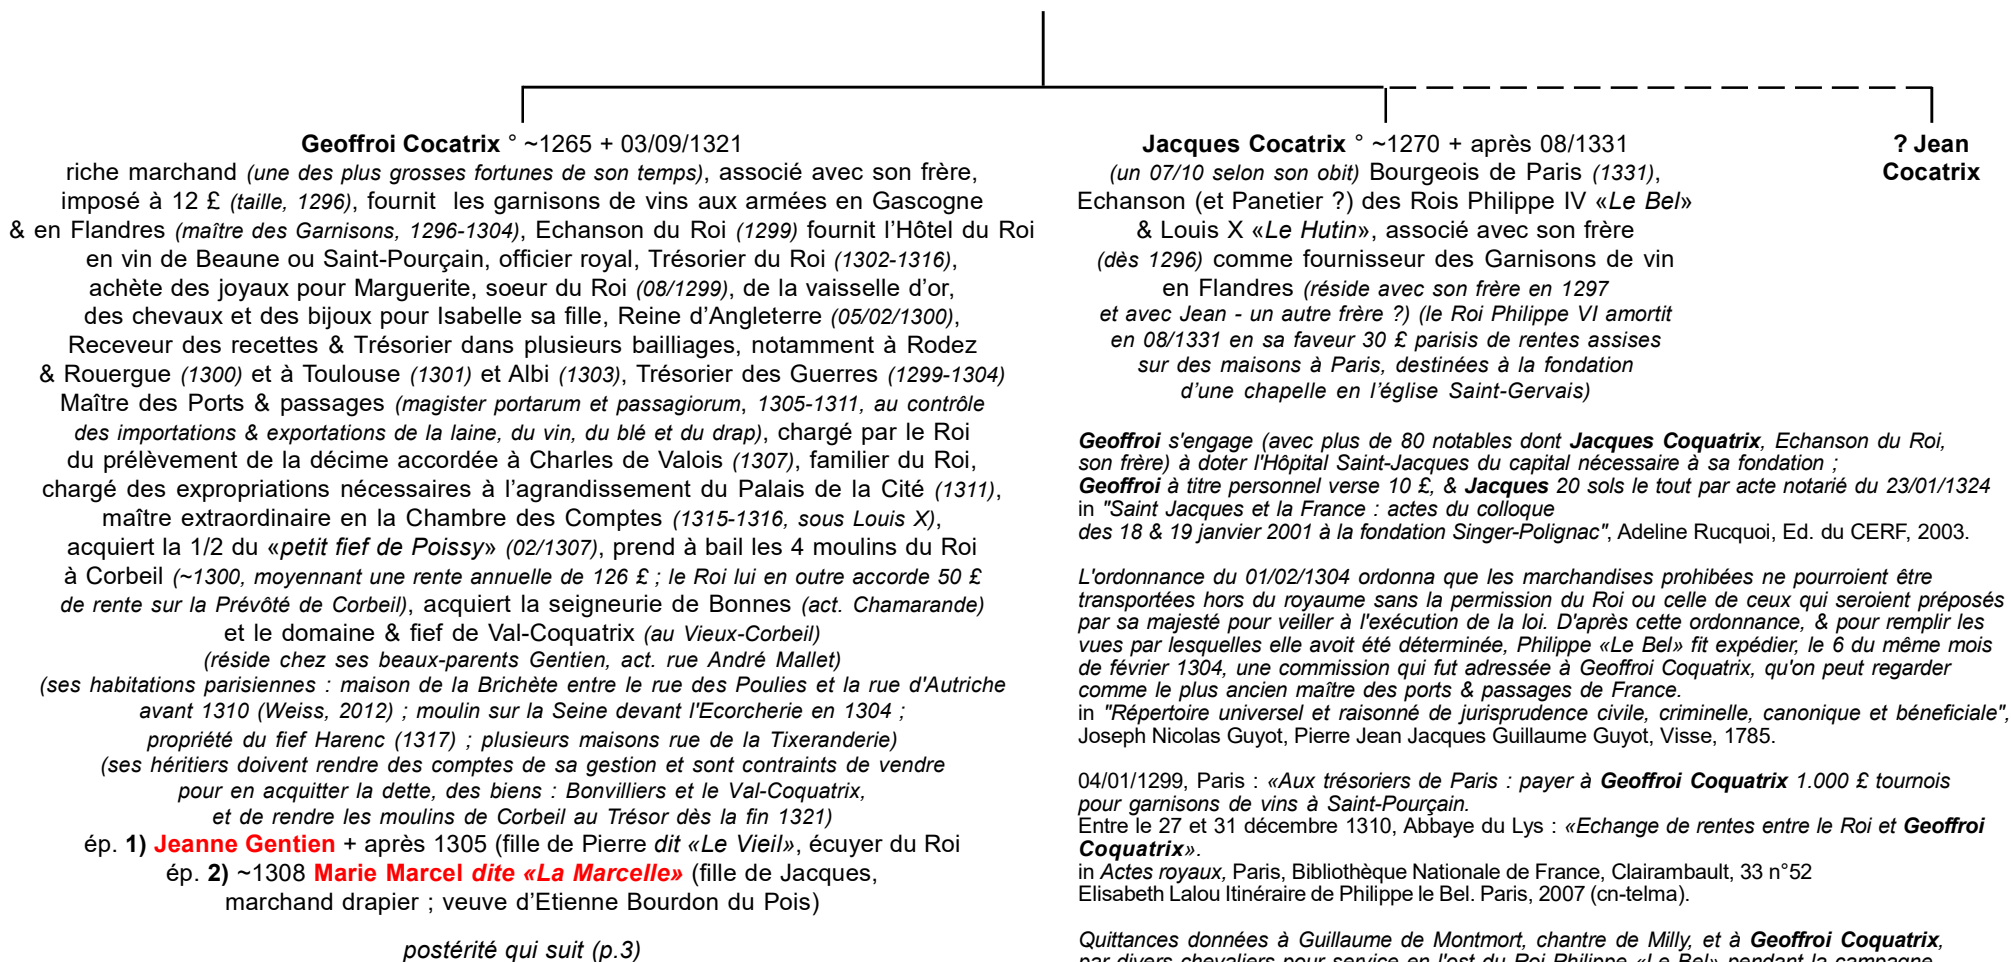 Geoffroi Cocatrix ° ~1265 + 03/09/1321
riche marchand (une des plus grosses fortunes de son temps), associé avec son frère,
imposé à 12 £ (taille, 1296), fournit les garnisons de vins aux armées en Gascogne
& en Flandres (maître des Garnisons, 1296-1304), Echanson du Roi (1299) fournit l'Hôtel du Roi
en vin de Beaune ou Saint-Pourçain, officier royal, Trésorier du Roi (1302-1316),
achète des joyaux pour Marguerite, soeur du Roi (08/1299), de la vaisselle d'or,
des chevaux et des bijoux pour Isabelle sa fille, Reine d'Angleterre (05/02/1300),
Receveur des recettes & Trésorier dans plusieurs bailliages, notamment à Rodez
& Rouergue (1300) et à Toulouse (1301) et Albi (1303), Trésorier des Guerres (1299-1304)
Maître des Ports & passages (magister portarum et passagiorum, 1305-1311, au contrôle
des importations & exportations de la laine, du vin, du blé et du drap), chargé par le Roi
du prélèvement de la décime accordée à Charles de Valois (1307), familier du Roi,
chargé des expropriations nécessaires à l'agrandissement du Palais de la Cité (1311),
maître extraordinaire en la Chambre des Comptes (1315-1316, sous Louis X),
acquiert la 1/2 du «petit fief de Poissy» (02/1307), prend à bail les 4 moulins du Roi
à Corbeil (~1300, moyennant une rente annuelle de 126 £ ; le Roi lui en outre accorde 50 £
de rente sur la Prévôté de Corbeil), acquiert la seigneurie de Bonnes (act. Chamarande)
et le domaine & fief de Val-Coquatrix (au Vieux-Corbeil)
(réside chez ses beaux-parents Gentien, act. rue André Mallet)
(ses habitations parisiennes : maison de la Brichète entre le rue des Poulies et la rue d'Autriche
avant 1310 (Weiss, 2012) ; moulin sur la Seine devant l'Ecorcherie en 1304 ;
propriété du fief Harenc (1317) ; plusieurs maisons rue de la Tixeranderie)
(ses héritiers doivent rendre des comptes de sa gestion et sont contraints de vendre
pour en acquitter la dette, des biens : Bonvilliers et le Val-Coquatrix,
et de rendre les moulins de Corbeil au Trésor dès la fin 1321)
ép. 1) Jeanne Gentien + après 1305 (fille de Pierre dit «Le Vieil», écuyer du Roi
ép. 2) ~1308 Marie Marcel dite «La Marcelle» (fille de Jacques,
marchand drapier ; veuve d'Etienne Bourdon du Pois)
postérité qui suit (p.3)
Jacques Cocatrix ° ~1270 + après 08/1331
(un 07/10 selon son obit) Bourgeois de Paris (1331),
Echanson (et Panetier ?) des Rois Philippe IV «Le Bel»
& Louis X «Le Hutin», associé avec son frère
(dès 1296) comme fournisseur des Garnisons de vin
en Flandres (réside avec son frère en 1297
et avec Jean - un autre frère ?) (le Roi Philippe VI amortit
en 08/1331 en sa faveur 30 £ parisis de rentes assises
sur des maisons à Paris, destinées à la fondation
d'une chapelle en l'église Saint-Gervais)
? Jean
Cocatrix
Geoffroi s'engage (avec plus de 80 notables dont Jacques Coquatrix, Echanson du Roi,
son frère) à doter l'Hôpital Saint-Jacques du capital nécessaire à sa fondation ;
Geoffroi à titre personnel verse 10 £, & Jacques 20 sols le tout par acte notarié du 23/01/1324
in "Saint Jacques et la France : actes du colloque
des 18 & 19 janvier 2001 à la fondation Singer-Polignac", Adeline Rucquoi, Ed. du CERF, 2003.
L'ordonnance du 01/02/1304 ordonna que les marchandises prohibées ne pourroient être
transportées hors du royaume sans la permission du Roi ou celle de ceux qui seroient préposés
par sa majesté pour veiller à l'exécution de la loi. D'après cette ordonnance, & pour remplir les
vues par lesquelles elle avoit été déterminée, Philippe «Le Bel» fit expédier, le 6 du même mois
de février 1304, une commission qui fut adressée à Geoffroi Coquatrix, qu'on peut regarder
comme le plus ancien maître des ports & passages de France.
in "Répertoire universel et raisonné de jurisprudence civile, criminelle, canonique et béneficiale",
Joseph Nicolas Guyot, Pierre Jean Jacques Guillaume Guyot, Visse, 1785.
04/01/1299, Paris : «Aux trésoriers de Paris : payer à Geoffroi Coquatrix 1.000 £ tournois
pour garnisons de vins à Saint-Pourçain.
Entre le 27 et 31 décembre 1310, Abbaye du Lys : «Echange de rentes entre le Roi et Geoffroi
Coquatrix».
in Actes royaux, Paris, Bibliothèque Nationale de France, Clairambault, 33 n°52
Elisabeth Lalou Itinéraire de Philippe le Bel. Paris, 2007 (cn-telma).
Quittances données à Guillaume de Montmort, chantre de Milly, et à Geoffroi Coquatrix,
par divers chevaliers pour service en l'ost du Roi Philippe «Le Bel» pendant la campagne